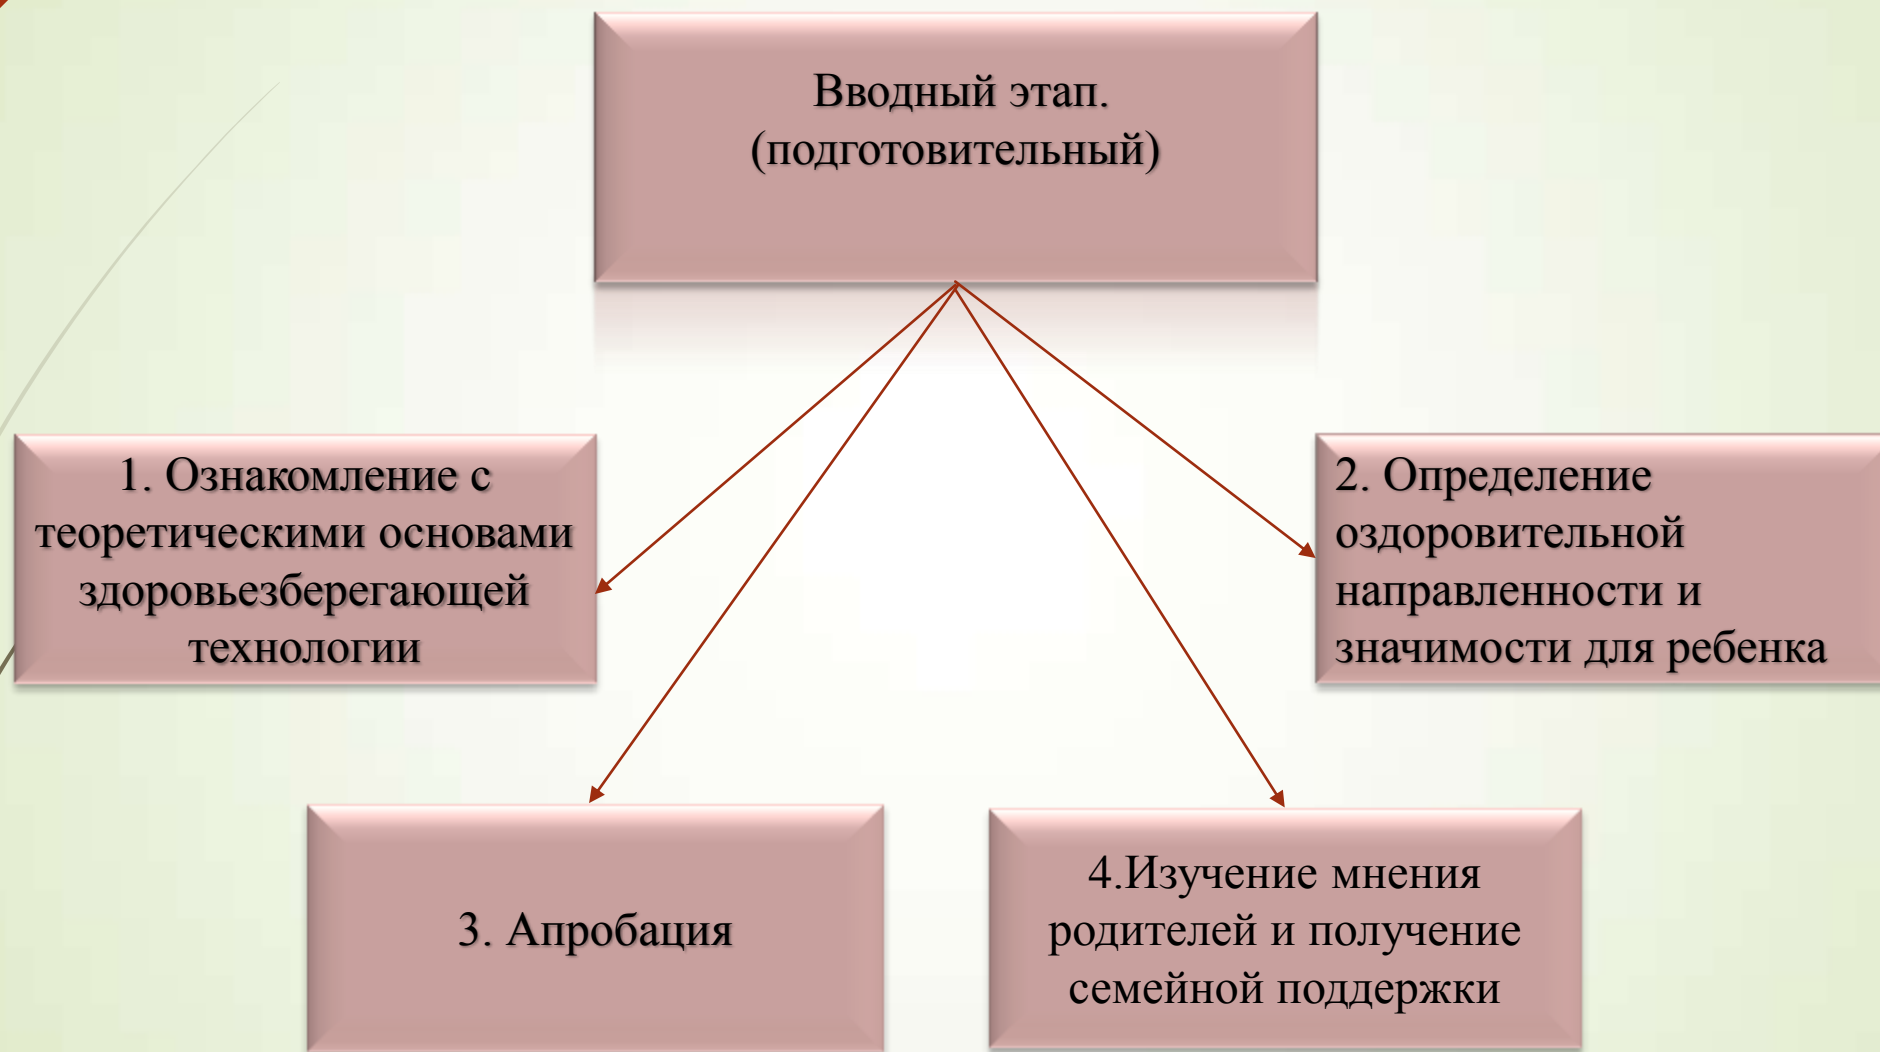 Вводный этап.
(подготовительный)
1. Ознакомление с
теоретическими основами
здоровьезберегающей
технологии
2. Определение
оздоровительной
направленности и
значимости для ребенка
3. Апробация
4.Изучение мнения
родителей и получение
семейной поддержки